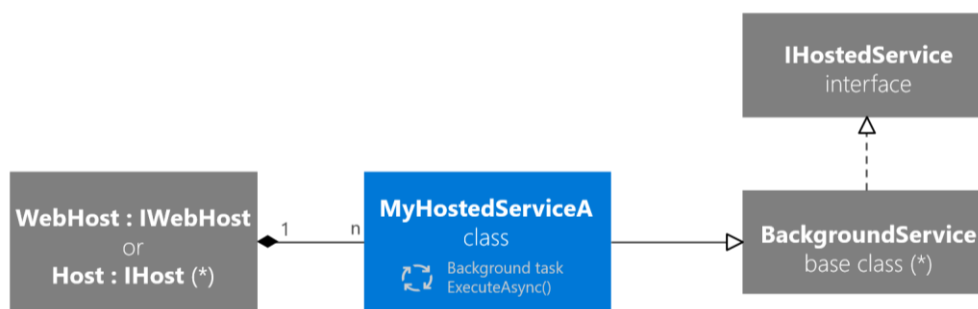 IHostedService
interface
WebHost : IWebHost
or
Host : IHost (*)
1
n
MyHostedServiceA
class
Background task
ExecuteAsync()
BackgroundService
base class (*)